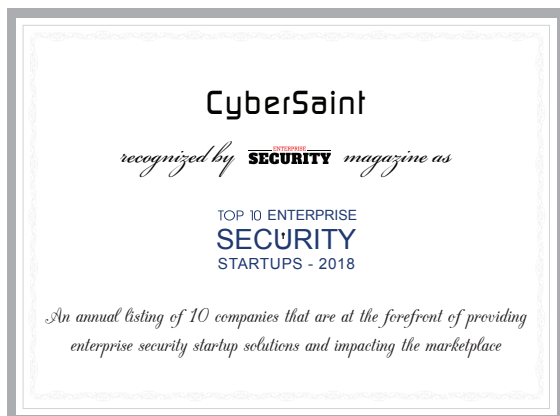 CyberSaint
recognized by ENTERPRISE SECURITY magazine as
TOP 10 ENTERPRISE
SECURITY
STARTUPS - 2018
An annual listing of 10 companies that are at the forefront of providing
enterprise security startup solutions and impacting the marketplace